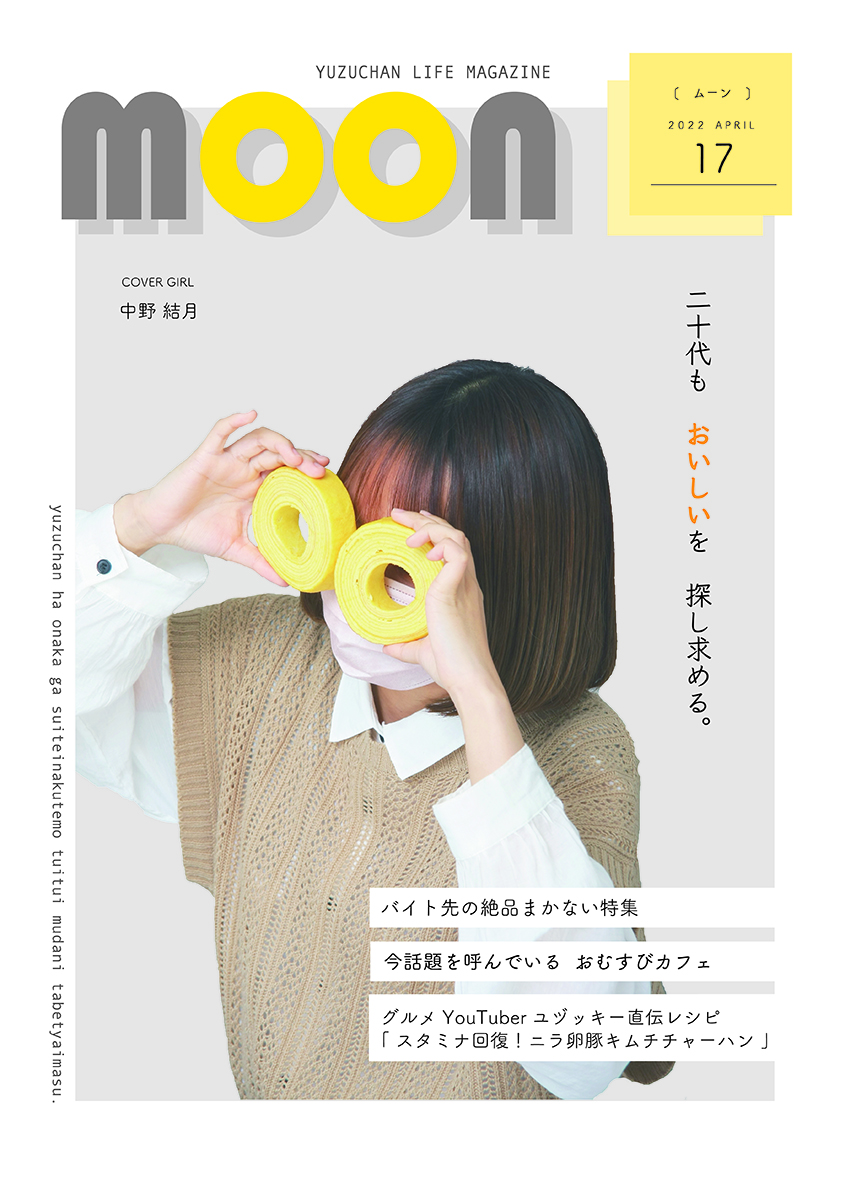 YUZUCHAN LIFE MAGAZINE
moon
〔 ムーン 〕
2022 APRIL
17
COVER GIRL
中野 結月
二十代も おいしいを 探し求める。
yuzuchan ha onaka ga suiteinakutemo tuitui mudani tabetyaimasu.
バイト先の絶品まかない特集
今話題を呼んでいる おむすびカフェ
グルメ YouTuber ユヅッキー直伝レシピ
「 スタミナ回復！ニラ卵豚キムチチャーハン 」